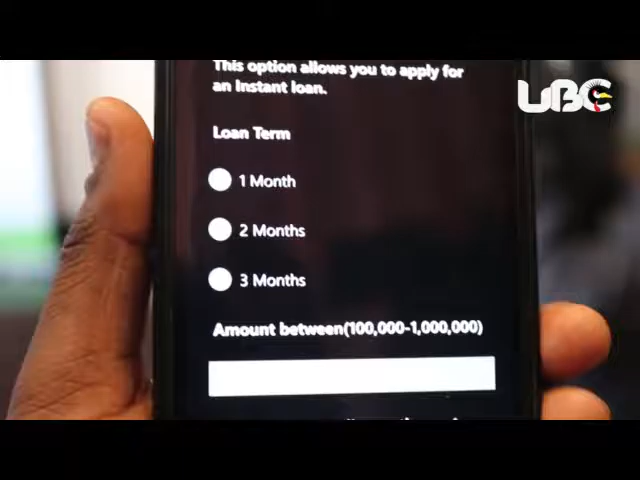 UBC
This option allows you to apply for
an Instant loan.
Loan Term
1 Month
2 Months
3 Months
Amount between(100,000-1,000,000)